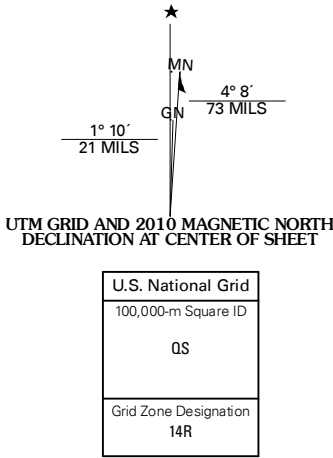 ★
MN
GN
4° 8´
73 MILS
1° 10´
21 MILS
UTM GRID AND 2010 MAGNETIC NORTH
DECLINATION AT CENTER OF SHEET
U.S. National Grid
100,000-m Square ID
QS
Grid Zone Designation
14R